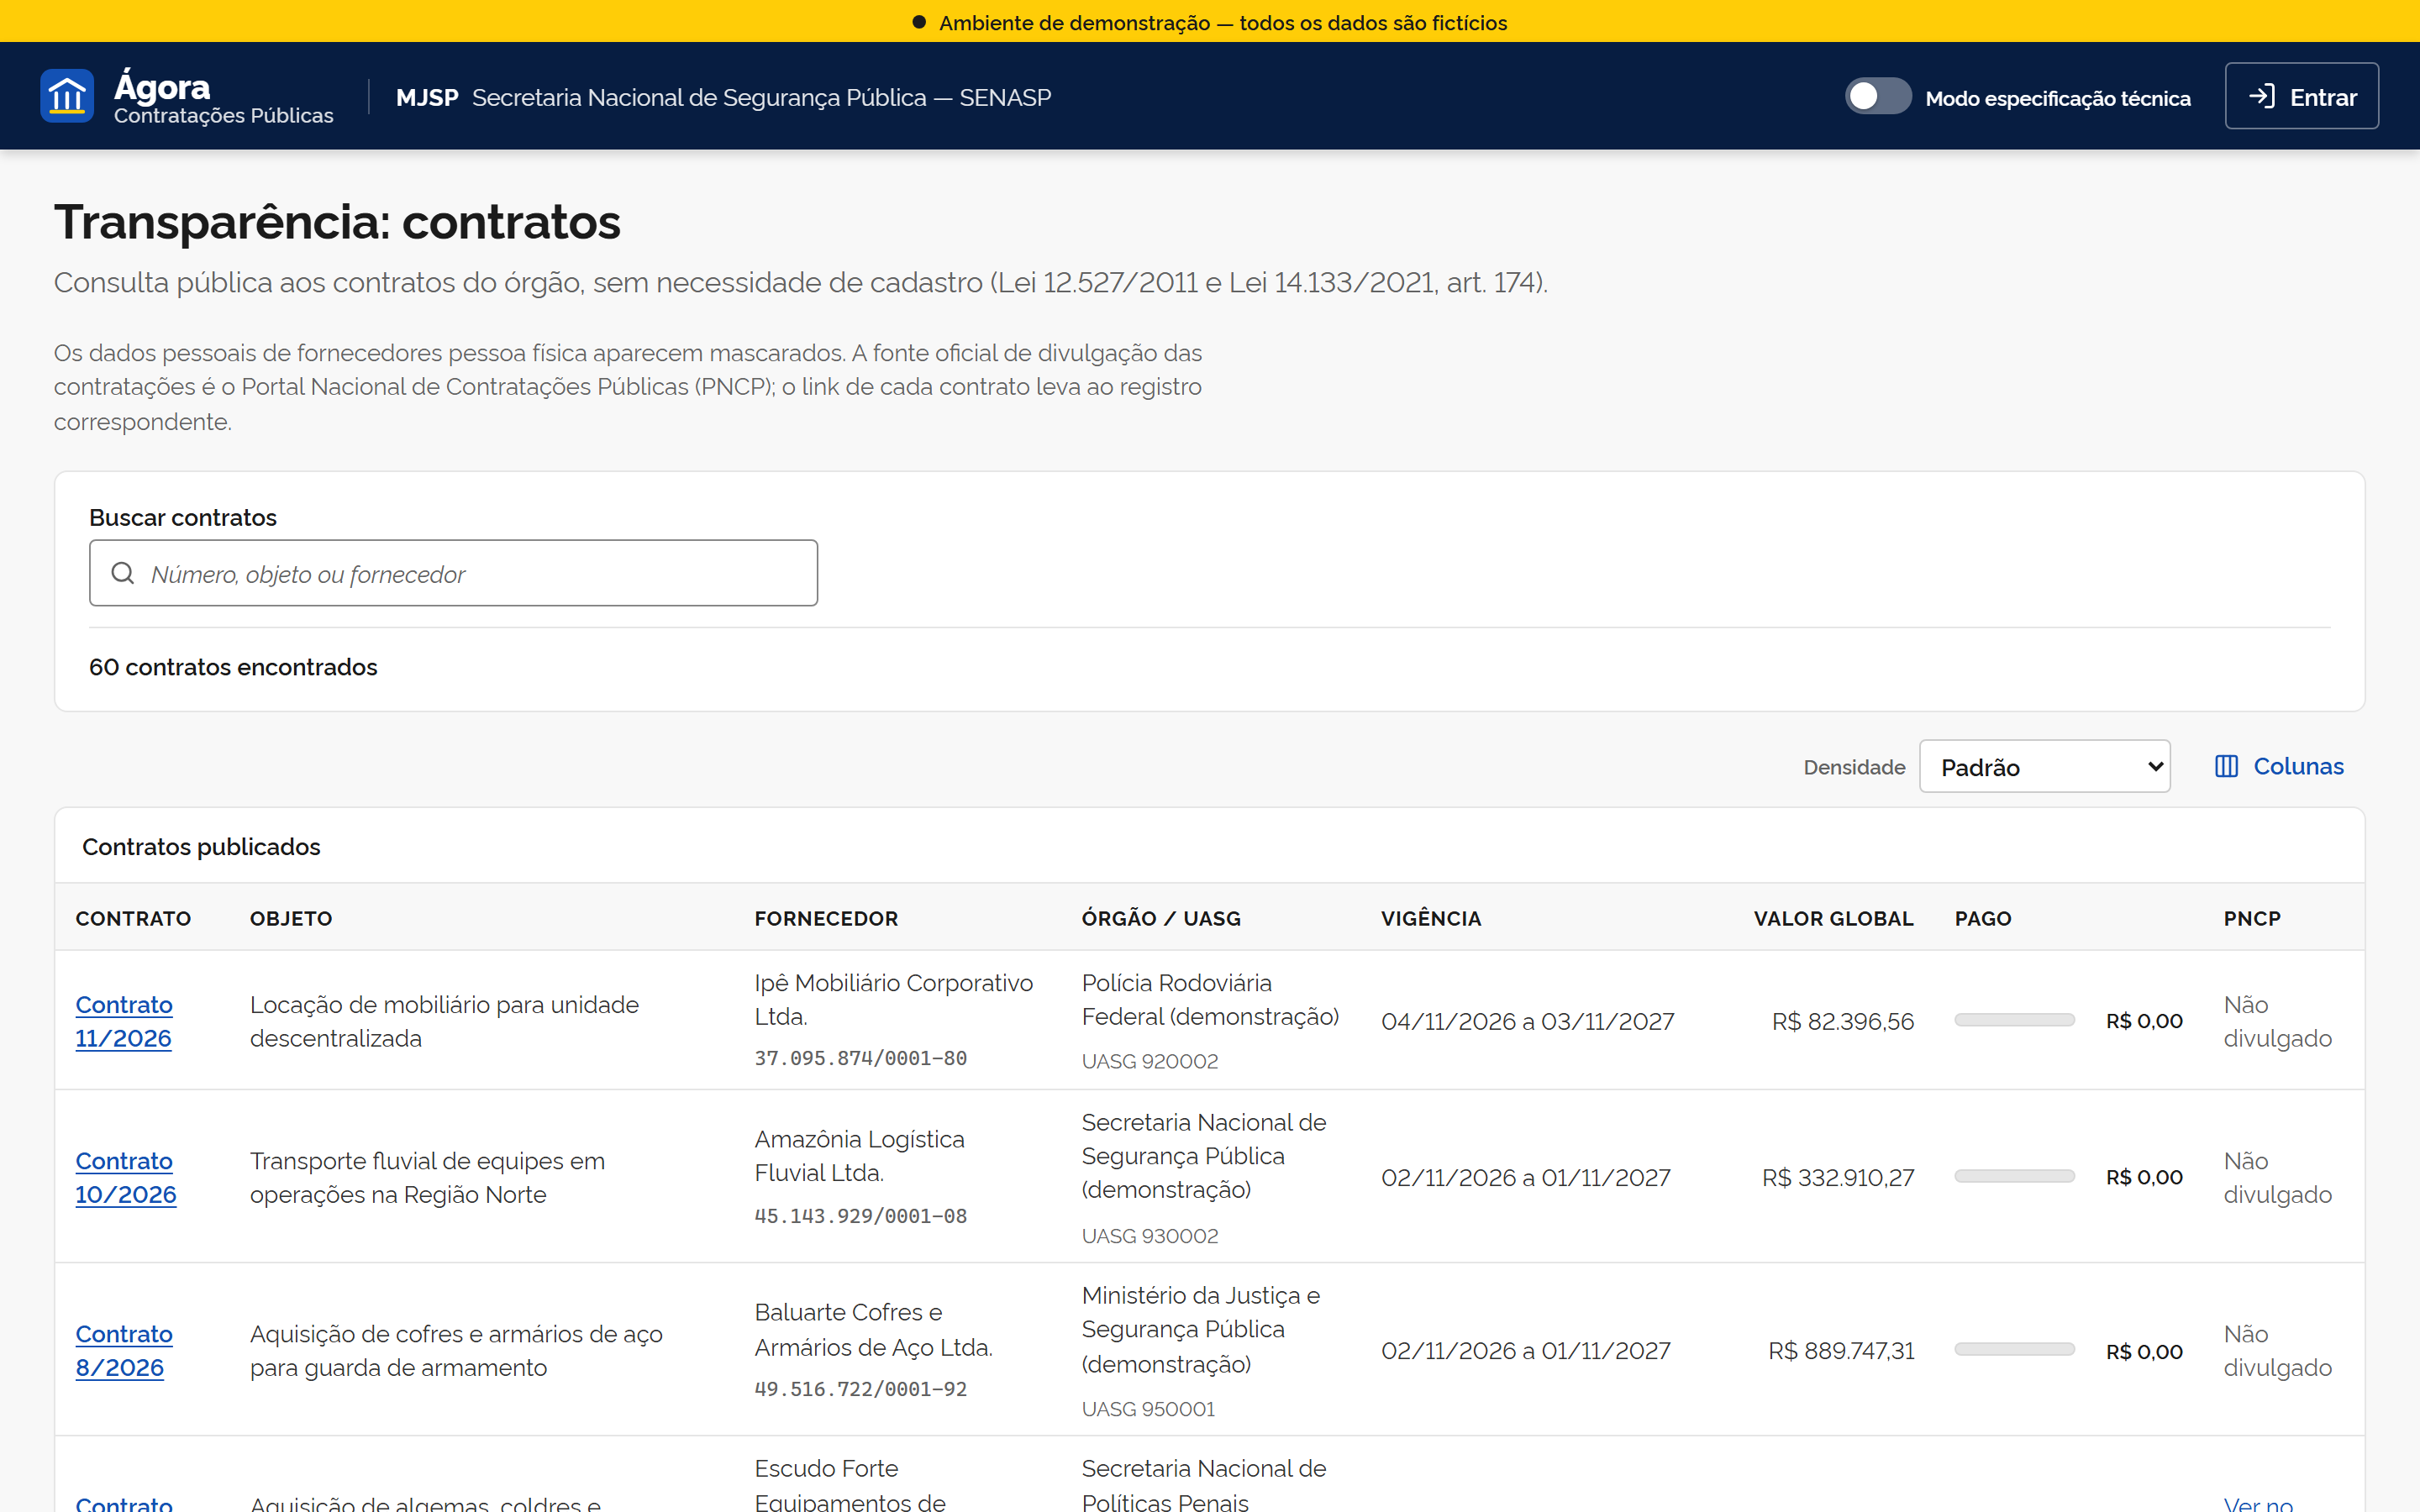 Ambiente de demonstração — todos os dados são fictícios
Ágora
Contratações Públicas
MJSP Secretaria Nacional de Segurança Pública — SENASP
Modo especificação técnica
Entrar
Transparência: contratos
Consulta pública aos contratos do órgão, sem necessidade de cadastro (Lei 12.527/2011 e Lei 14.133/2021, art. 174).
Os dados pessoais de fornecedores pessoa física aparecem mascarados. A fonte oficial de divulgação das
contratações é o Portal Nacional de Contratações Públicas (PNCP); o link de cada contrato leva ao registro
correspondente.
Buscar contratos
Número, objeto ou fornecedor
60 contratos encontrados
Densidade
Padrão
Colunas
Contratos publicados
CONTRATO OBJETO FORNECEDOR ÓRGÃO / UASG VIGÊNCIA VALOR GLOBAL PAGO PNCP
Contrato
11/2026
Locação de mobiliário para unidade
descentralizada
Ipê Mobiliário Corporativo
Ltda.
37.095.874/0001-80
Polícia Rodoviária
Federal (demonstração)
UASG 920002
04/11/2026 a 03/11/2027
R$ 82.396,56
R$ 0,00
Não
divulgado
Contrato
10/2026
Transporte fluvial de equipes em
operações na Região Norte
Amazônia Logística
Fluvial Ltda.
45.143.929/0001-08
Secretaria Nacional de
Segurança Pública
(demonstração)
UASG 930002
02/11/2026 a 01/11/2027
R$ 332.910,27
R$ 0,00
Não
divulgado
Contrato
8/2026
Aquisição de cofres e armários de aço
para guarda de armamento
Baluarte Cofres e
Armários de Aço Ltda.
49.516.722/0001-92
Ministério da Justiça e
Segurança Pública
(demonstração)
UASG 950001
02/11/2026 a 01/11/2027
R$ 889.747,31
R$ 0,00
Não
divulgado
Contrato
Aquisição de algemas, coldres e
Escudo Forte
Equipamentos de
Secretaria Nacional de
Políticas Penais
Ver no